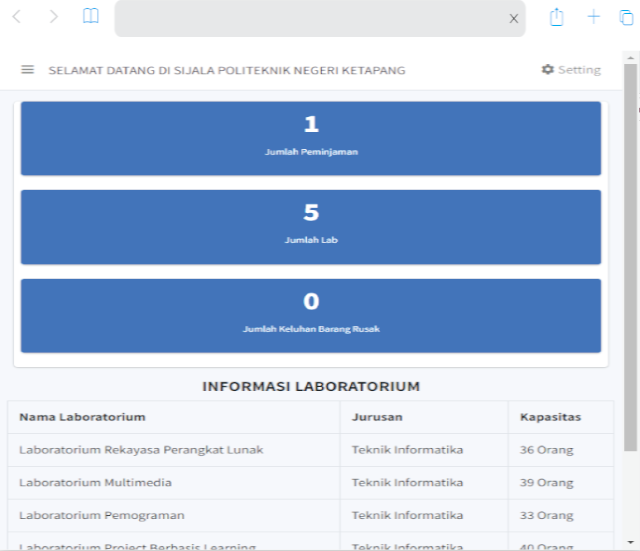 X
SELAMAT DATANG DI SIJALA POLITEKNIK NEGERI KETAPANG
Setting
1
Jumlah Peminjaman
5
Jumlah Lab
0
Jumlah Keluhan Barang Rusak
INFORMASI LABORATORIUM
Nama Laboratorium Jurusan Kapasitas
Laboratorium Rekayasa Perangkat Lunak Teknik Informatika 36 Orang
Laboratorium Multimedia Teknik Informatika 39 Orang
Laboratorium Pemograman Teknik Informatika 33 Orang
Laboratorium Project Berbasis Learning Teknik Informatika 40 Orang